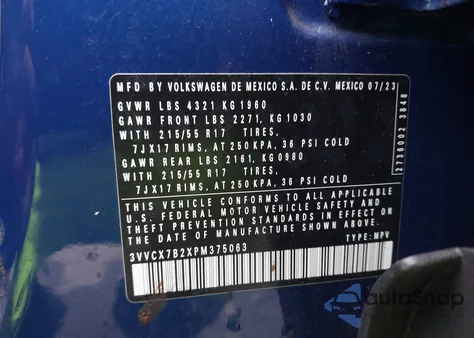 MFD BY VOLKSWAGEN DE MEXICO S.A. DE C.V. MEXICO 07/23
GVWR LBS 4321 KG 1960
GAWR FRONT LBS 2271, KG 1030
WITH 215/55 R17 TIRES,
7JX17 RIMS, AT 250 KPA, 36 PSI COLD
GAWR REAR LBS 2161, KG0980
WITH 215/55 R17 TIRES,
7JX17 RIMS, AT 250 KPA, 36 PSI COLD
THIS VEHICLE CONFORMS TO ALL APPLICABLE
U.S. FEDERAL MOTOR VEHICLE SAFETY AND
THEFT PREVENTION STANDARDS IN EFFECT ON
THE DATE OF MANUFACTURE SHOWN ABOVE.
3VVCX7B2XPM375063 TYPE: MPV
2736002 3848
autoSnap